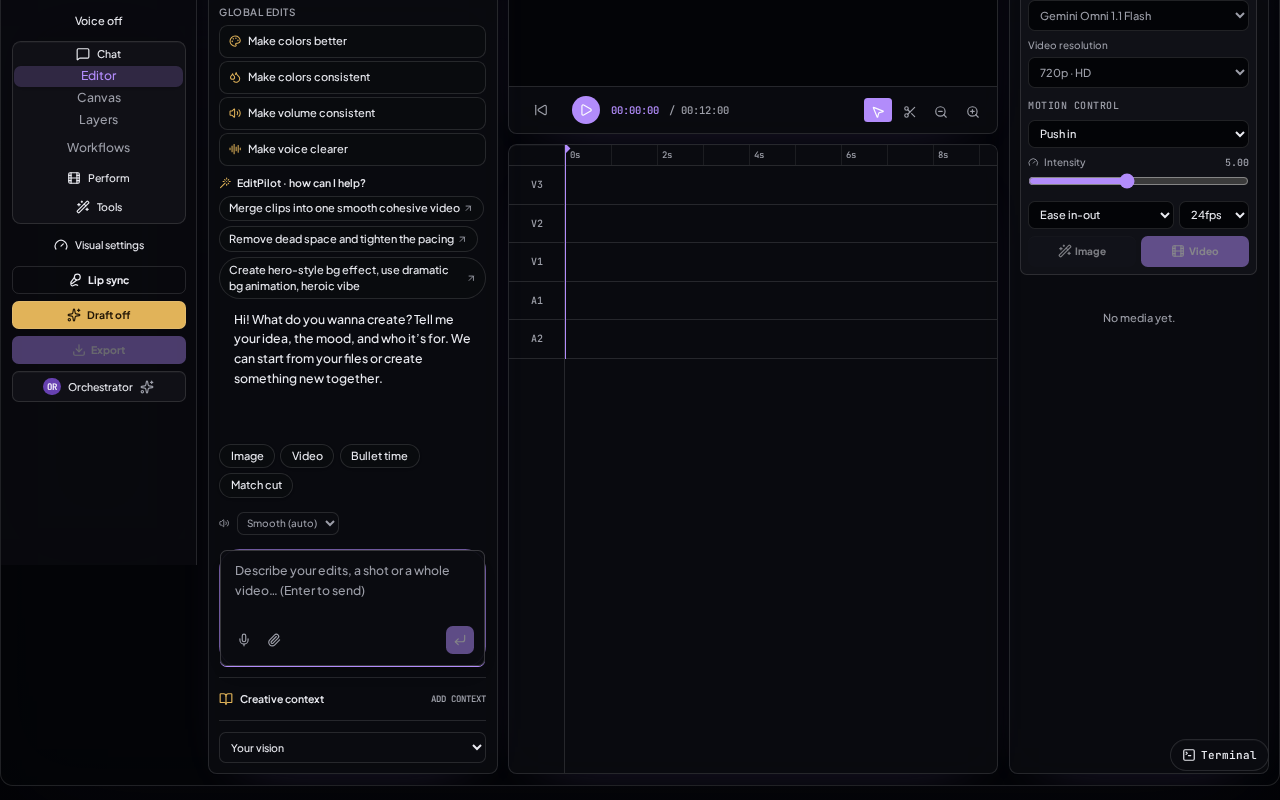 Voice off
Chat
Editor
Canvas
Layers
Workflows
Perform
Tools
Visual settings
Lip sync
Draft off
Export
OR Orchestrator
GLOBAL EDITS
Make colors better
Make colors consistent
Make volume consistent
Make voice clearer
EditPilot · how can I help?
Merge clips into one smooth cohesive video
Remove dead space and tighten the pacing
Create hero-style bg effect, use dramatic
bg animation, heroic vibe
Hi! What do you wanna create? Tell me
your idea, the mood, and who it's for. We
can start from your files or create
something new together.
Image Video Bullet time
Match cut
Smooth (auto)
Describe your edits, a shot or a whole
video… (Enter to send)
Creative context ADD CONTEXT
Your vision
00:00:00 / 00:12:00
0s 2s 4s 6s 8s
V3
V2
V1
A1
A2
Gemini Omni 1.1 Flash
Video resolution
720p · HD
MOTION CONTROL
Push in
Intensity 5.00
Ease in-out 24fps
Image Video
No media yet.
Terminal